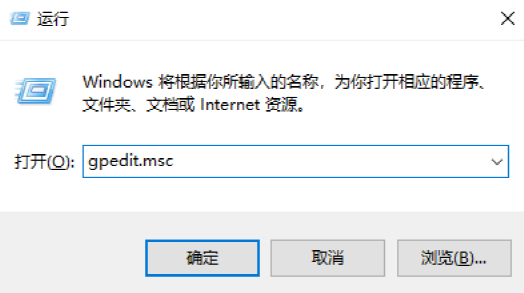 运行
Windows 将根据你所输入的名称，为你打开相应的程序、
文件夹、文档或 Internet 资源。
打开(O): gpedit.msc
确定 取消 浏览(B)...